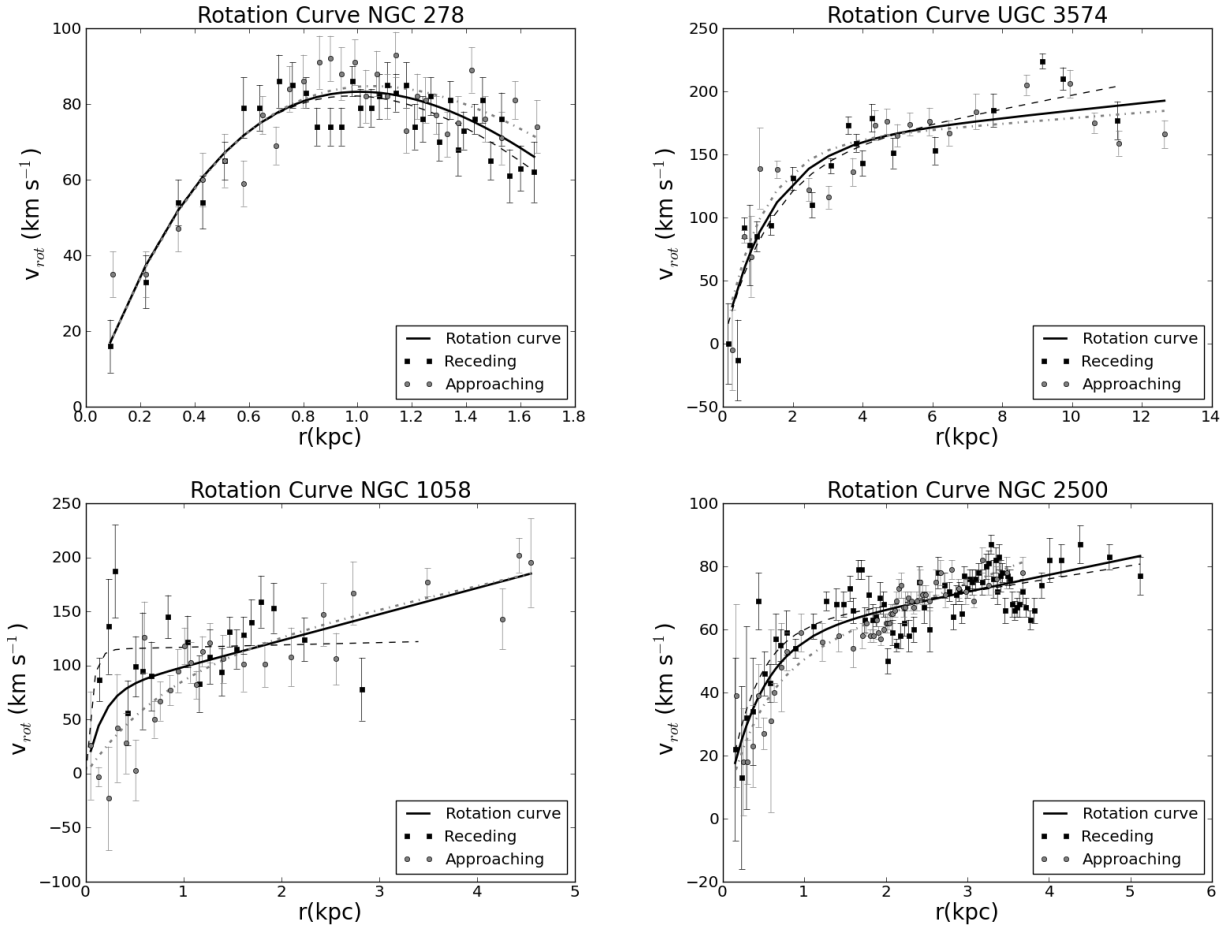 Rotation Curve NGC 278
100
80
60
40
20
0
v_rot (km s⁻¹)
0.0 0.2 0.4 0.6 0.8 1.0 1.2 1.4 1.6 1.8
r(kpc)
Rotation curve
Receding
Approaching
Rotation Curve UGC 3574
250
200
150
100
50
0
−50
v_rot (km s⁻¹)
0 2 4 6 8 10 12 14
r(kpc)
Rotation curve
Receding
Approaching
Rotation Curve NGC 1058
250
200
150
100
50
0
−50
−100
v_rot (km s⁻¹)
0 1 2 3 4 5
r(kpc)
Rotation curve
Receding
Approaching
Rotation Curve NGC 2500
100
80
60
40
20
0
−20
v_rot (km s⁻¹)
0 1 2 3 4 5 6
r(kpc)
Rotation curve
Receding
Approaching